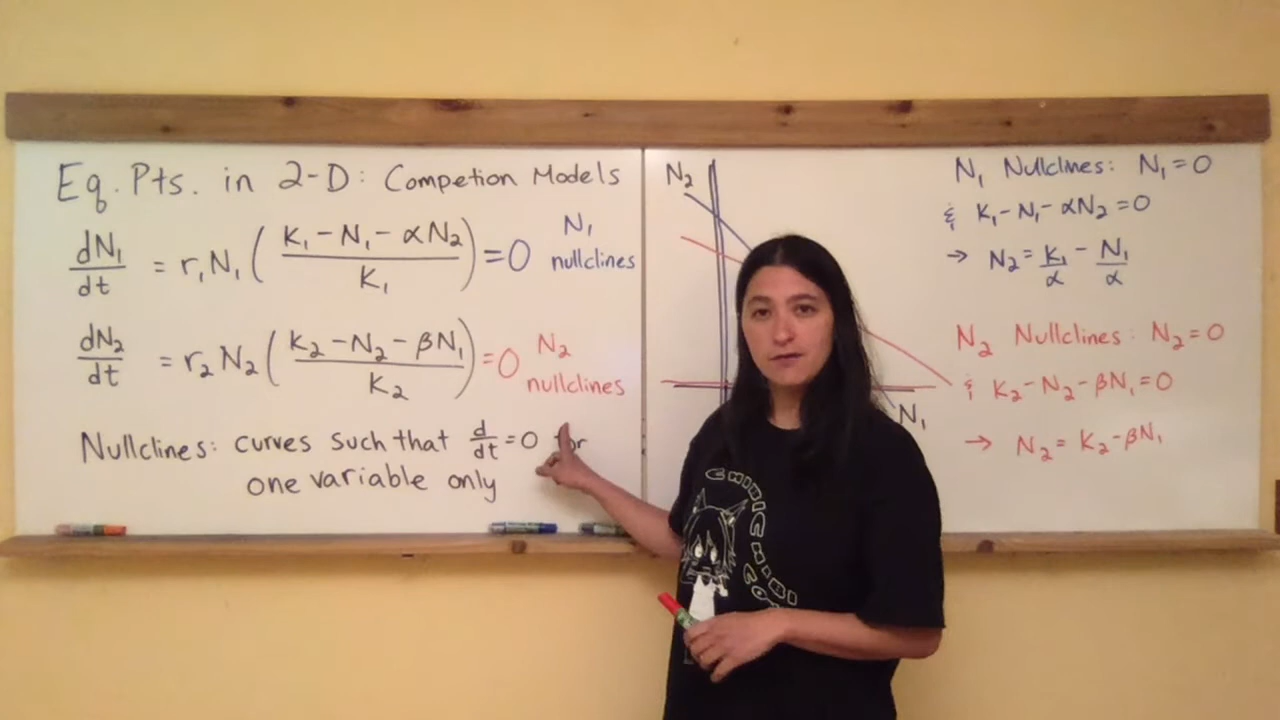 Eq. Pts. in 2-D: Competion Models
dN₁/dt = r₁N₁((K₁-N₁-αN₂)/K₁) = 0 N₁ nullclines
dN₂/dt = r₂N₂((K₂-N₂-βN₁)/K₂) = 0 N₂ nullclines
Nullclines: curves such that d/dt = 0 for
one variable only
N₂
N₁
N₁ Nullclines: N₁ = 0
& K₁-N₁-αN₂ = 0
→ N₂ = K₁/α - N₁/α
N₂ Nullclines: N₂ = 0
& K₂-N₂-βN₁ = 0
→ N₂ = K₂-βN₁